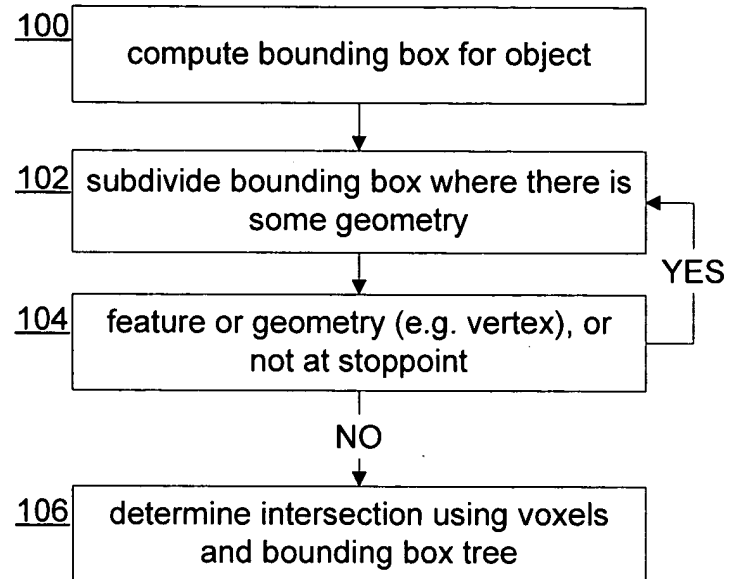 100
compute bounding box for object
102
subdivide bounding box where there is
some geometry
YES
104
feature or geometry (e.g. vertex), or
not at stoppoint
NO
106
determine intersection using voxels
and bounding box tree